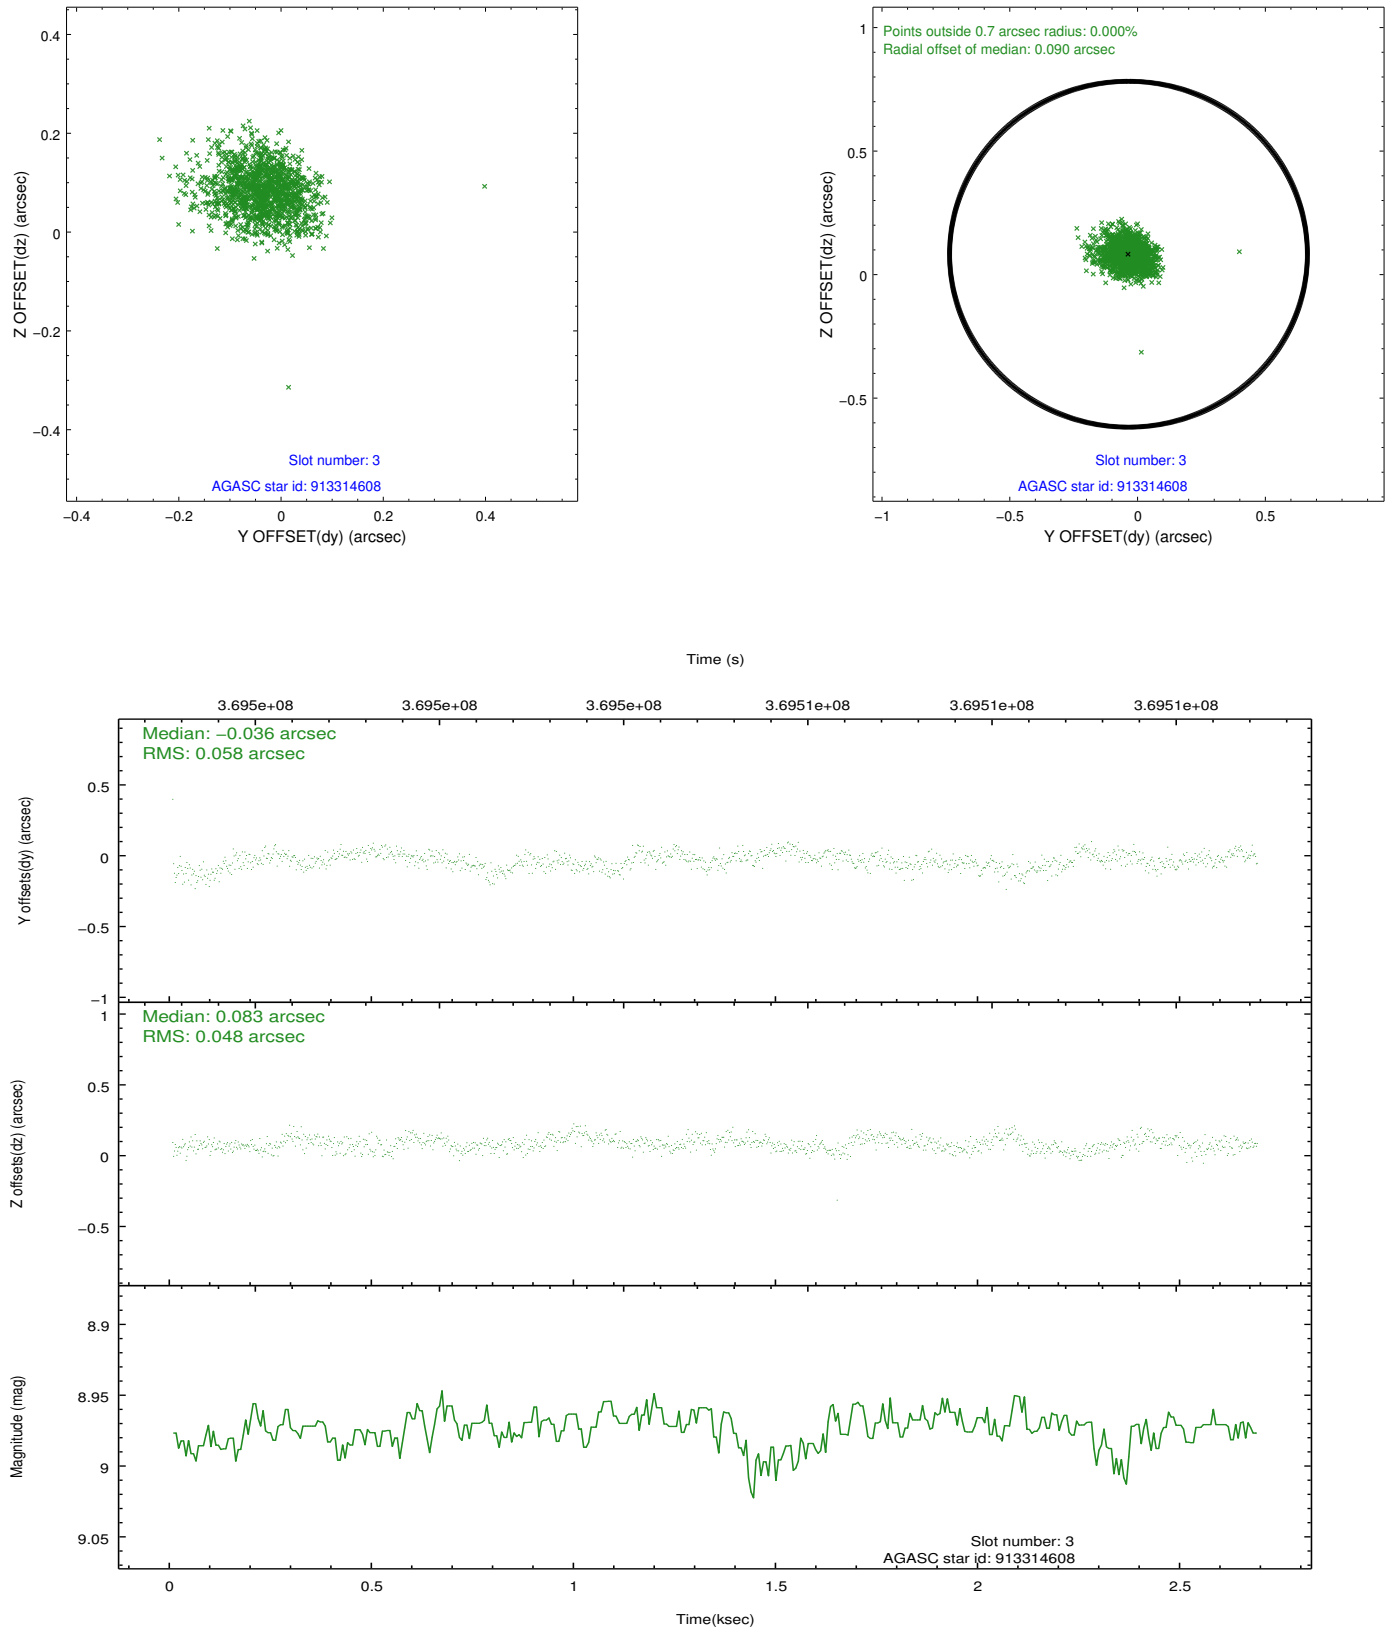 0.4
0.2
0
−0.2
−0.4
Z OFFSET(dz) (arcsec)
Slot number: 3
AGASC star id: 913314608
−0.4 −0.2 0 0.2 0.4
Y OFFSET(dy) (arcsec)
Points outside 0.7 arcsec radius: 0.000%
Radial offset of median: 0.090 arcsec
1
0.5
0
−0.5
Z OFFSET(dz) (arcsec)
Slot number: 3
AGASC star id: 913314608
−1 −0.5 0 0.5
Y OFFSET(dy) (arcsec)
Time (s)
3.695e+08 3.695e+08 3.695e+08 3.6951e+08 3.6951e+08 3.6951e+08
Median: −0.036 arcsec
RMS: 0.058 arcsec
0.5
0
−0.5
−1
Y offsets(dy) (arcsec)
Median: 0.083 arcsec
RMS: 0.048 arcsec
1
0.5
0
−0.5
Z offsets(dz) (arcsec)
8.9
8.95
9
9.05
Magnitude (mag)
Slot number: 3
AGASC star id: 913314608
0 0.5 1 1.5 2 2.5
Time(ksec)